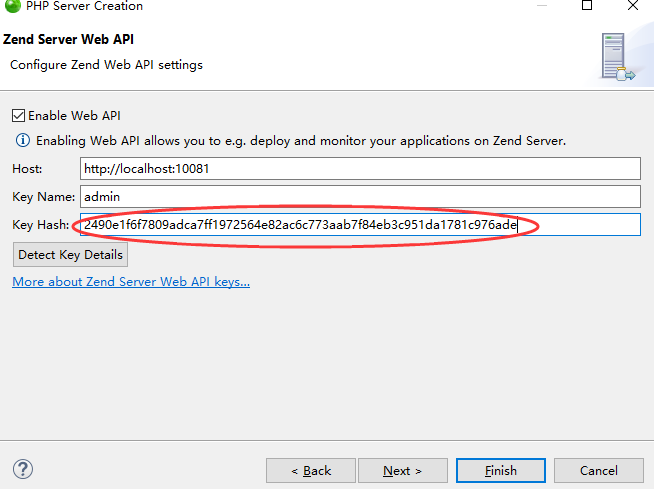 PHP Server Creation
Zend Server Web API
Configure Zend Web API settings
Enable Web API
Enabling Web API allows you to e.g. deploy and monitor your applications on Zend Server.
Host: http://localhost:10081
Key Name: admin
Key Hash: 2490e1f6f7809adca7ff1972564e82ac6c773aab7f84eb3c951da1781c976ade
Detect Key Details
More about Zend Server Web API keys...
? < Back Next > Finish Cancel